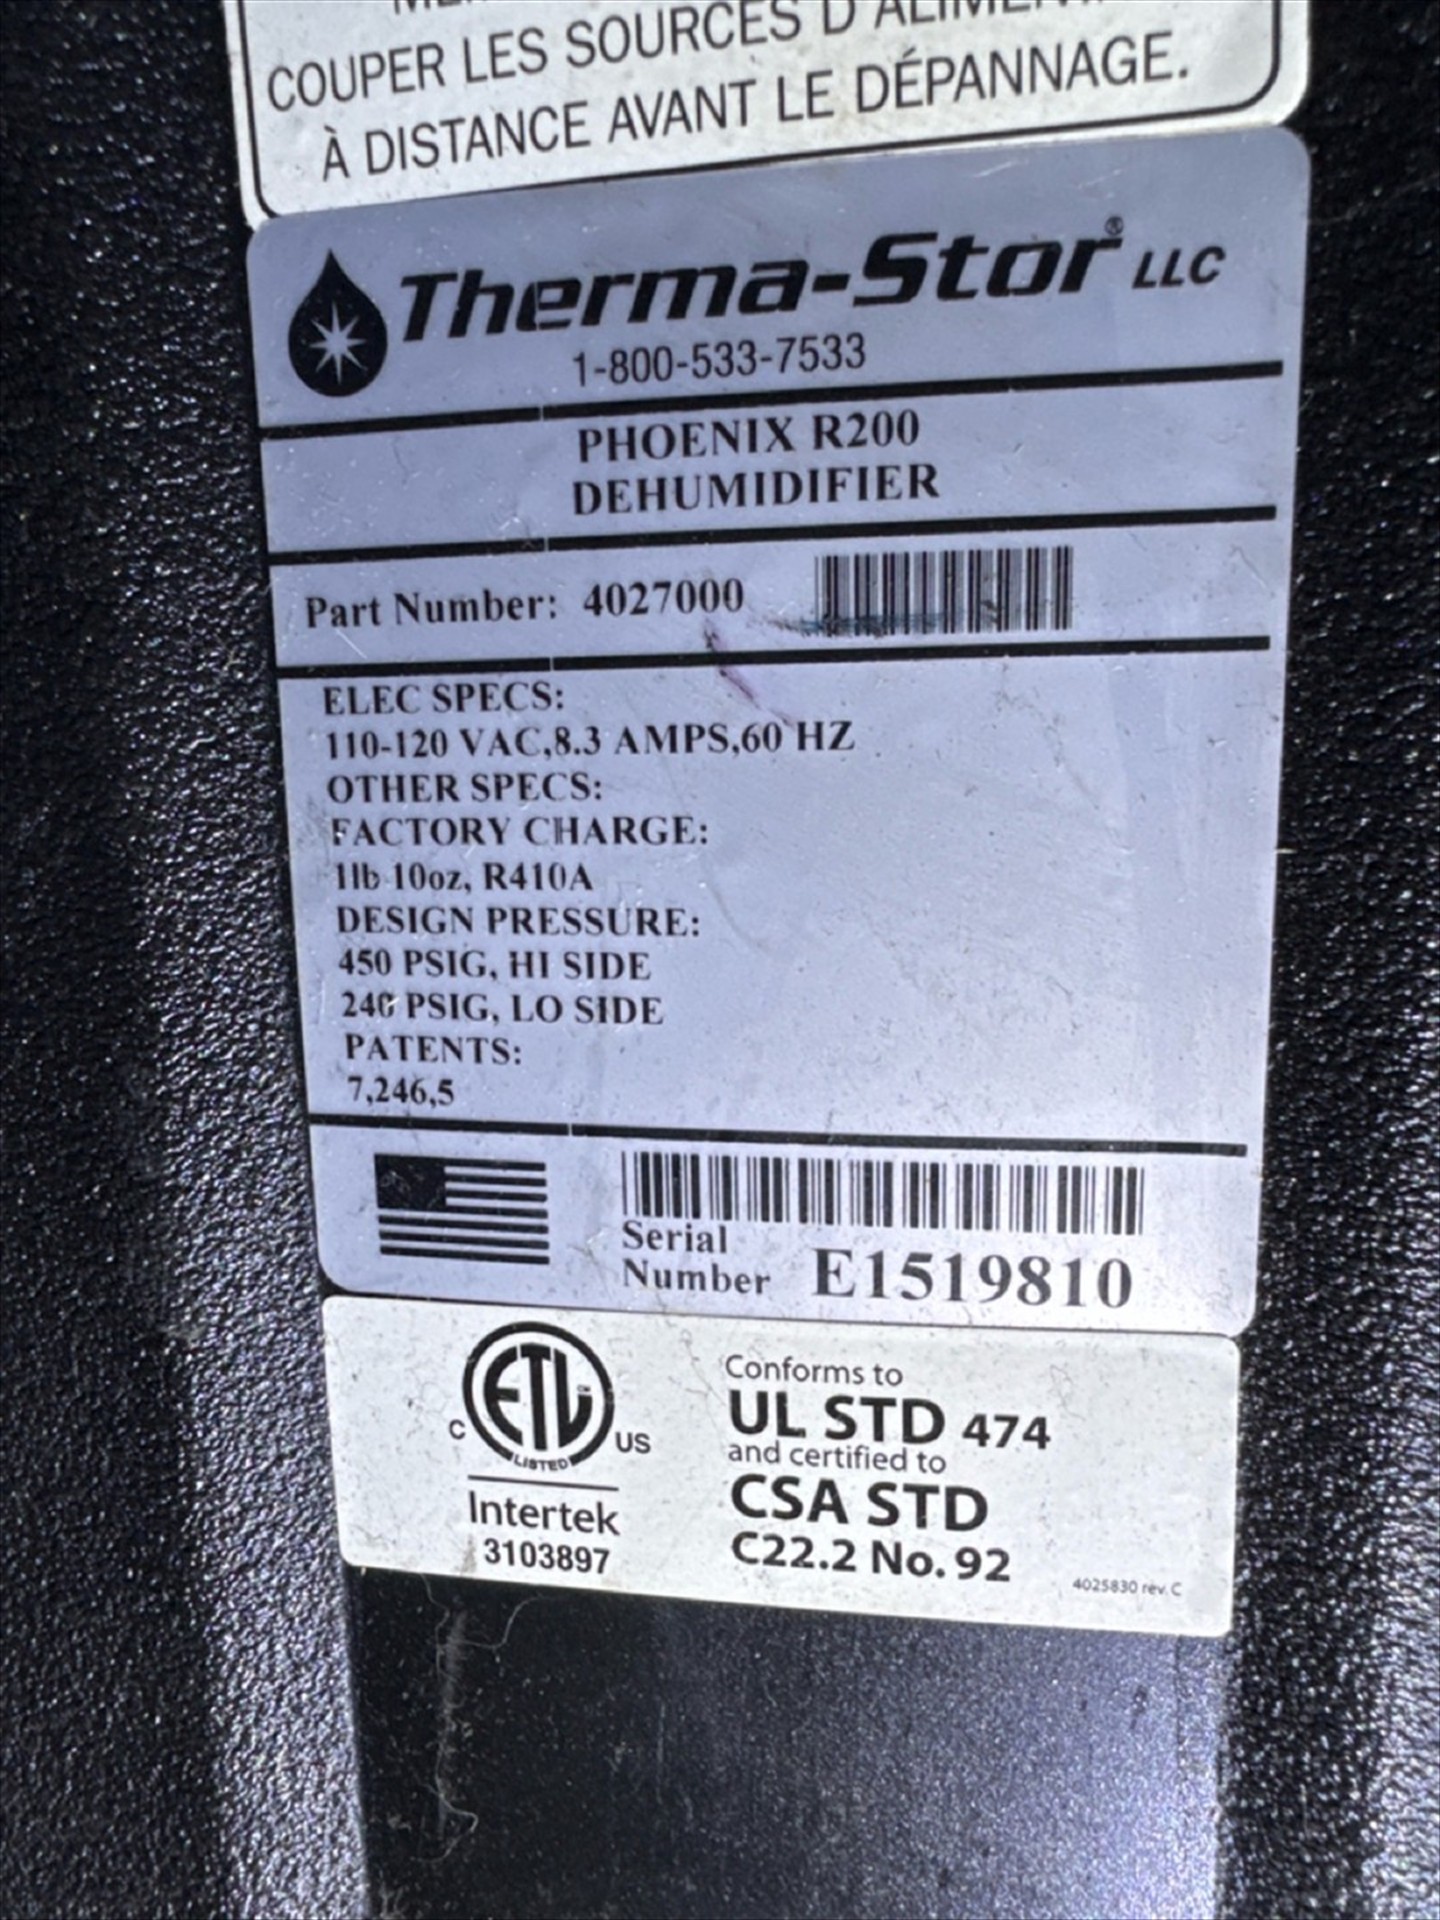 COUPER LES SOURCES D'ALIMENT
À DISTANCE AVANT LE DÉPANNAGE.
Therma-Stor® LLC
1-800-533-7533
PHOENIX R200
DEHUMIDIFIER
Part Number: 4027000
ELEC SPECS:
110-120 VAC,8.3 AMPS,60 HZ
OTHER SPECS:
FACTORY CHARGE:
1lb 10oz, R410A
DESIGN PRESSURE:
450 PSIG, HI SIDE
240 PSIG, LO SIDE
PATENTS:
7,246,5
Serial
Number E1519810
C ETL US
LISTED
Intertek
3103897
Conforms to
UL STD 474
and certified to
CSA STD
C22.2 No. 92
4025830 rev. C